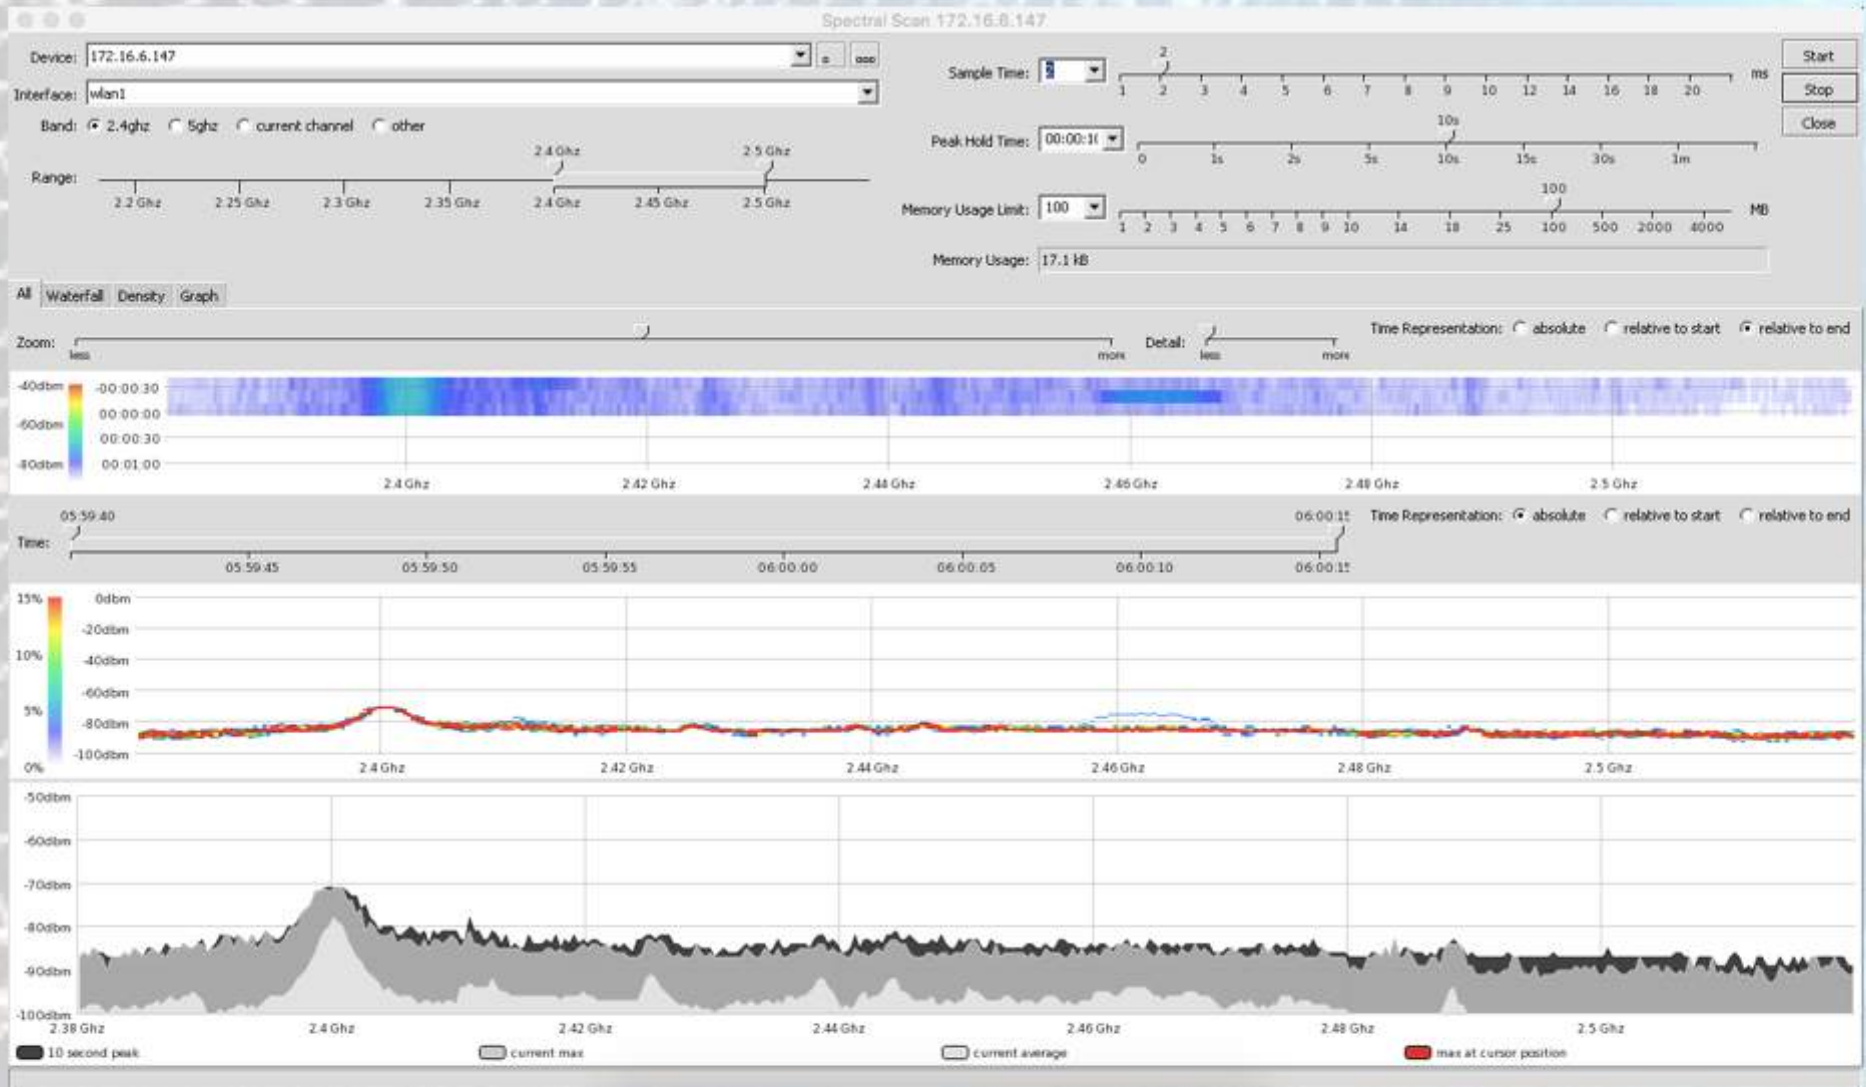 Spectral Scan 172.16.6.147
Device: 172.16.6.147
Interface: wlan1
Band: 2.4ghz 5ghz current channel other
2.4 Ghz 2.5 Ghz
Range:
2.2 Ghz 2.25 Ghz 2.3 Ghz 2.35 Ghz 2.4 Ghz 2.45 Ghz 2.5 Ghz
2
Sample Time: 2 ms
1 2 3 4 5 6 7 8 9 10 12 14 16 18 20
10s
Peak Hold Time: 00:00:1(
0 1s 2s 5s 10s 15s 30s 1m
100
Memory Usage Limit: 100 MB
1 2 3 4 5 6 7 8 9 10 14 18 25 100 500 2000 4000
Memory Usage: 17.1 kB
Start
Stop
Close
All Waterfall Density Graph
Zoom: less more Detail: less more
Time Representation: absolute relative to start relative to end
-40dbm -00:00:30
00:00:00
-60dbm
00:00:30
-80dbm 00:01:00
2.4 Ghz 2.42 Ghz 2.44 Ghz 2.46 Ghz 2.48 Ghz 2.5 Ghz
05:59:40 06:00:15 Time Representation: absolute relative to start relative to end
Time:
05:59:45 05:59:50 05:59:55 06:00:00 06:00:05 06:00:10 06:00:15
15% 0dbm
-20dbm
10% -40dbm
-60dbm
5% -80dbm
0% -100dbm
2.4 Ghz 2.42 Ghz 2.44 Ghz 2.46 Ghz 2.48 Ghz 2.5 Ghz
-50dbm
-60dbm
-70dbm
-80dbm
-90dbm
-100dbm
2.38 Ghz 2.4 Ghz 2.42 Ghz 2.44 Ghz 2.46 Ghz 2.48 Ghz 2.5 Ghz
10 second peak current max current average max at cursor position